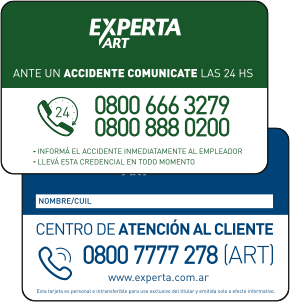 EXPERTA
ART
ANTE UN ACCIDENTE COMUNICATE LAS 24 HS
24
0800 666 3279
0800 888 0200
- INFORMÁ EL ACCIDENTE INMEDIATAMENTE AL EMPLEADOR
- LLEVÁ ESTA CREDENCIAL EN TODO MOMENTO
NOMBRE/CUIL
CENTRO DE ATENCIÓN AL CLIENTE
0800 7777 278 (ART)
www.experta.com.ar
Esta tarjeta es personal e intransferible para uso exclusivo del titular y emitida solo a efecto informativo.